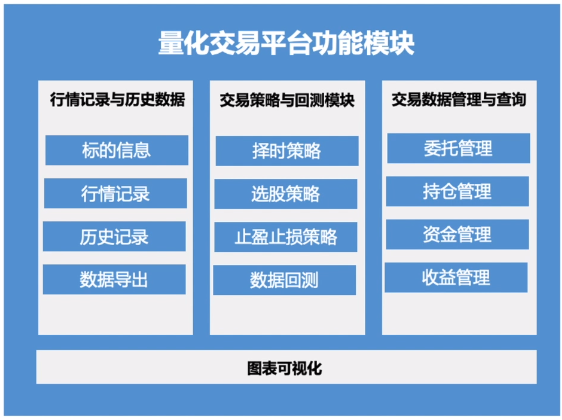 量化交易平台功能模块
行情记录与历史数据
标的信息
行情记录
历史记录
数据导出
交易策略与回测模块
择时策略
选股策略
止盈止损策略
数据回测
交易数据管理与查询
委托管理
持仓管理
资金管理
收益管理
图表可视化